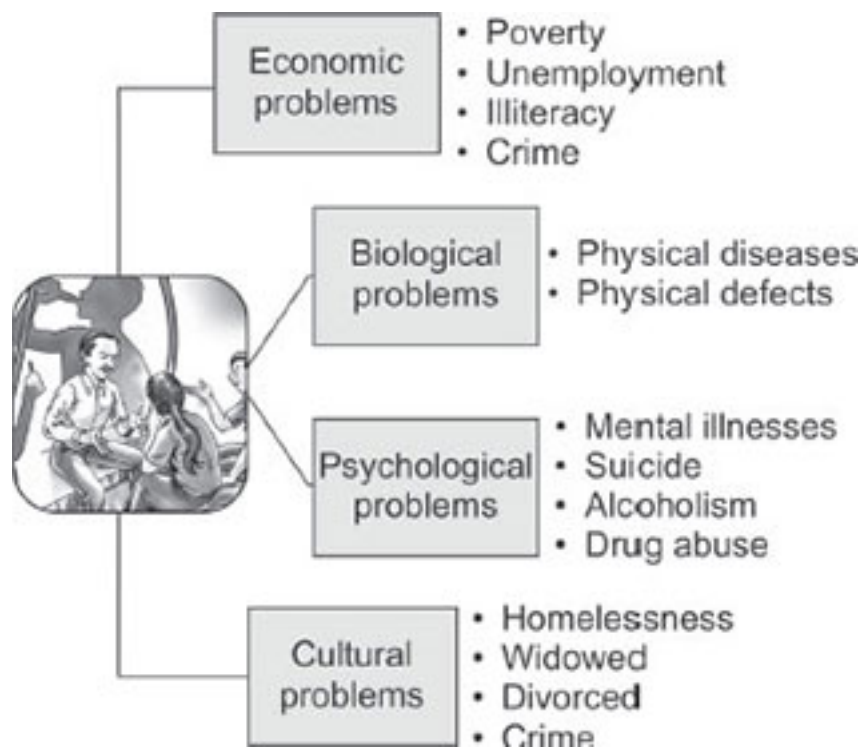 Economic
problems
• Poverty
• Unemployment
• Illiteracy
• Crime
Biological
problems
• Physical diseases
• Physical defects
Psychological
problems
• Mental illnesses
• Suicide
• Alcoholism
• Drug abuse
Cultural
problems
• Homelessness
• Widowed
• Divorced
• Crime